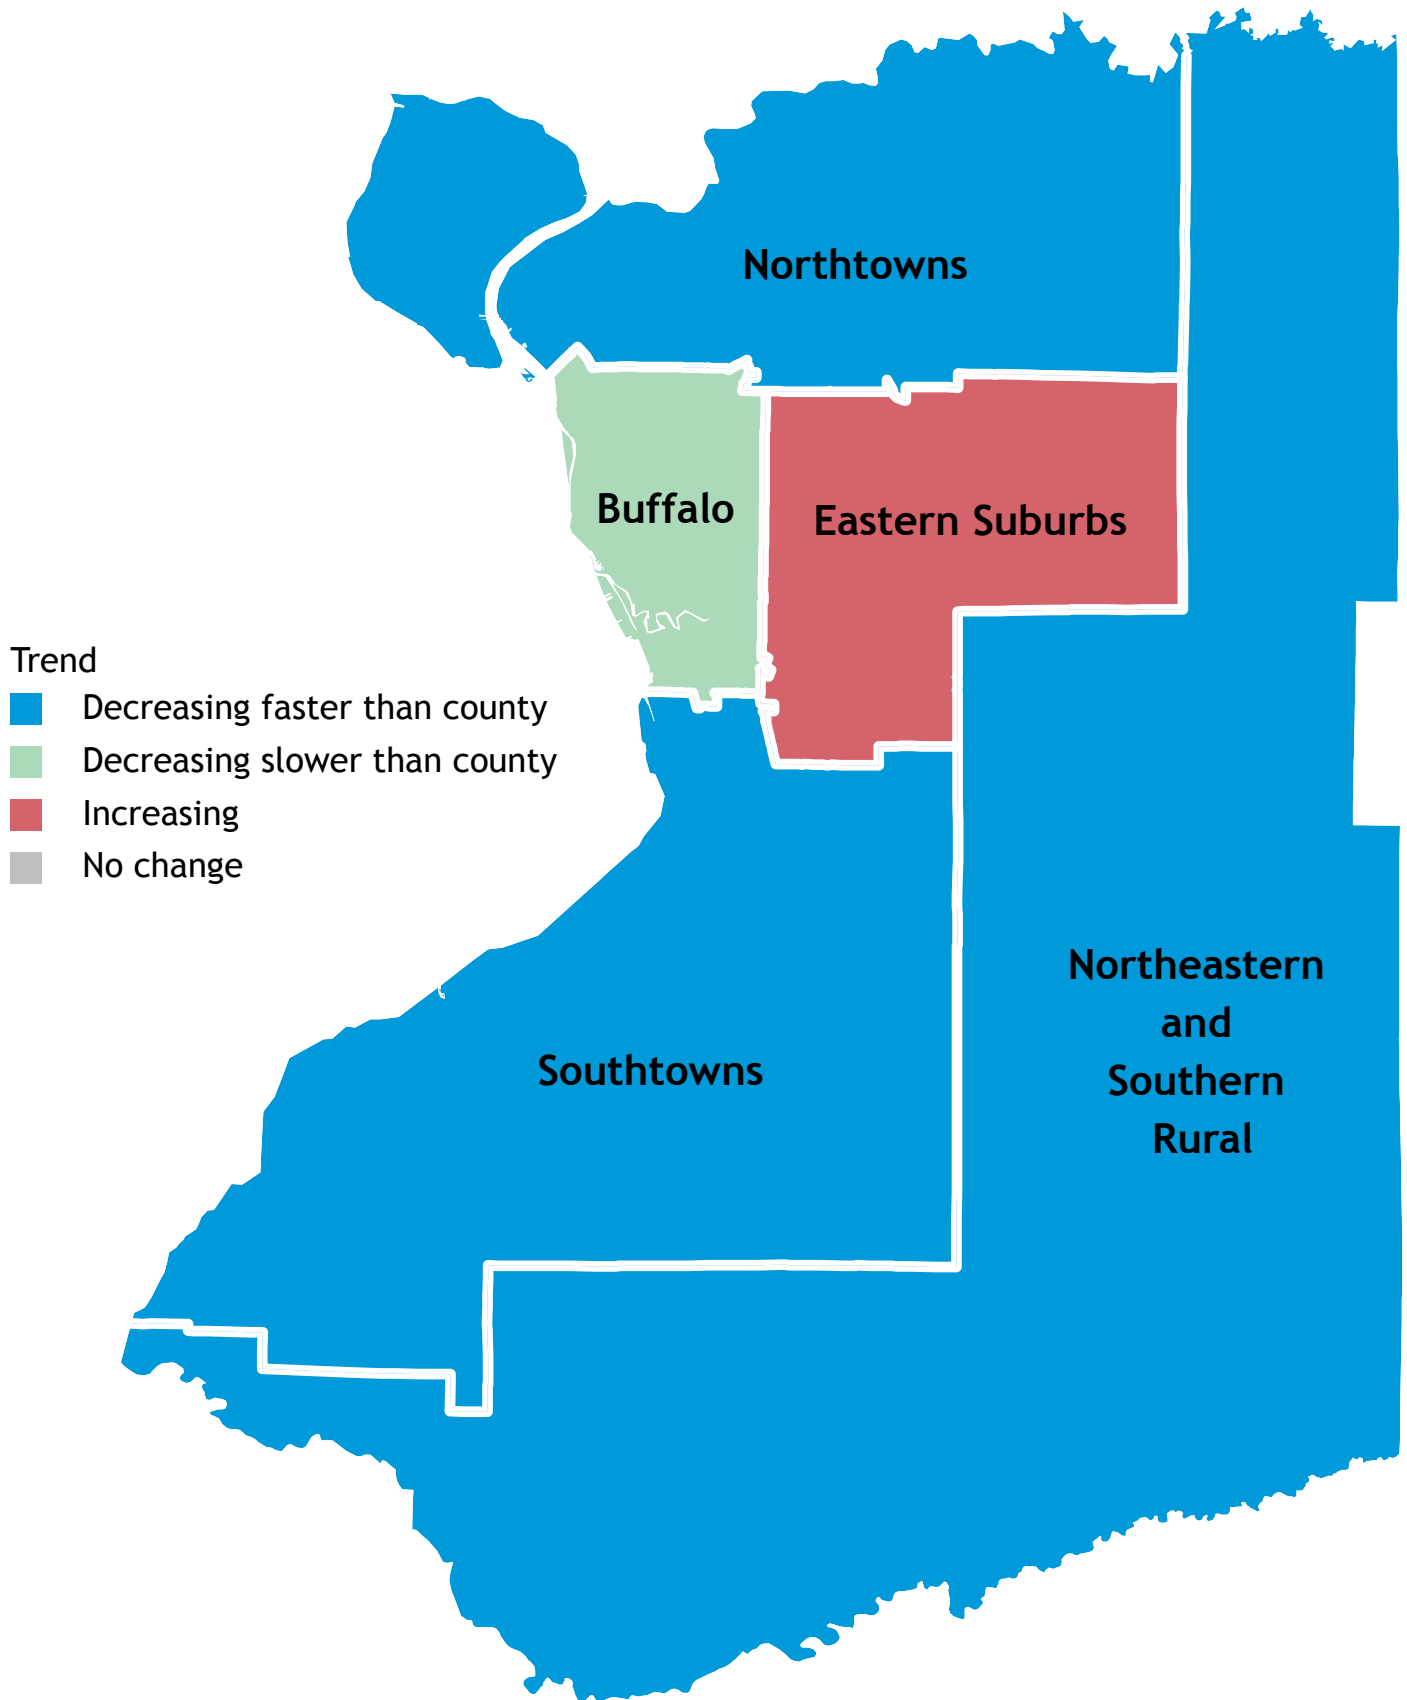 Northtowns
Buffalo
Eastern Suburbs
Trend
Decreasing faster than county
Decreasing slower than county
Increasing
No change
Northeastern
and
Southern
Rural
Southtowns